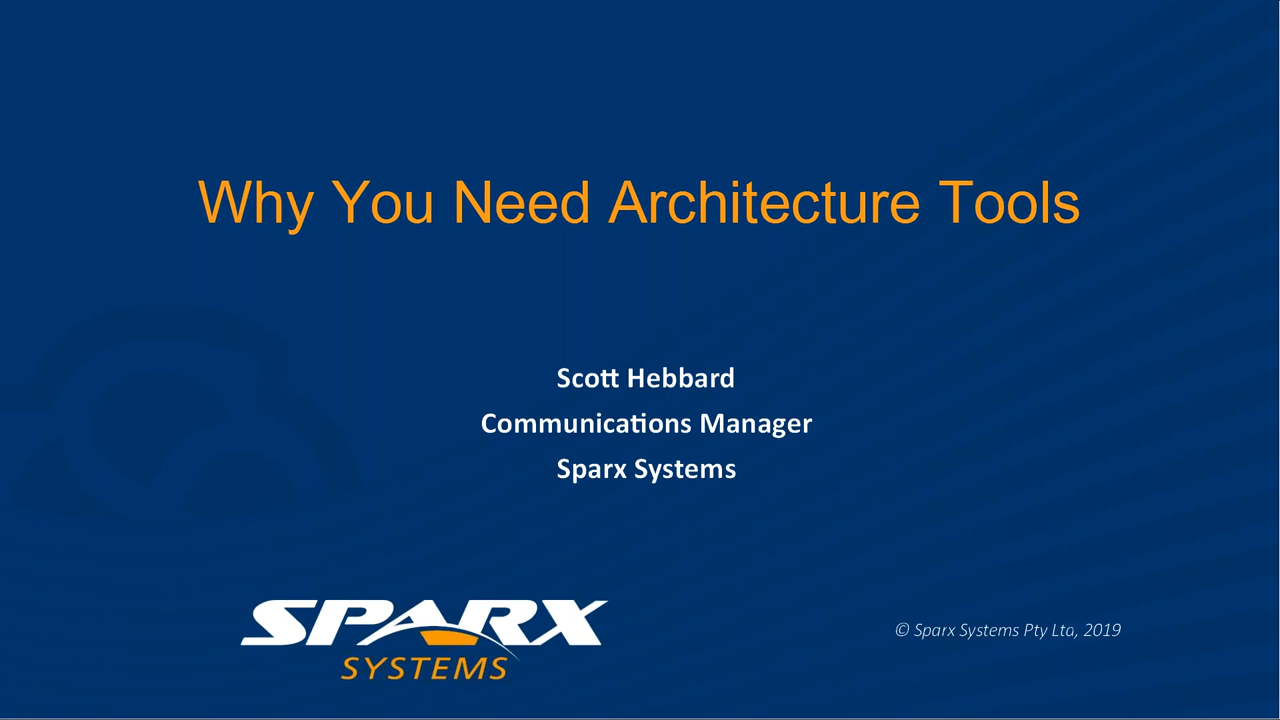 Why You Need Architecture Tools
Scott Hebbard
Communications Manager
Sparx Systems
SPARX
SYSTEMS
© Sparx Systems Pty Ltd, 2019